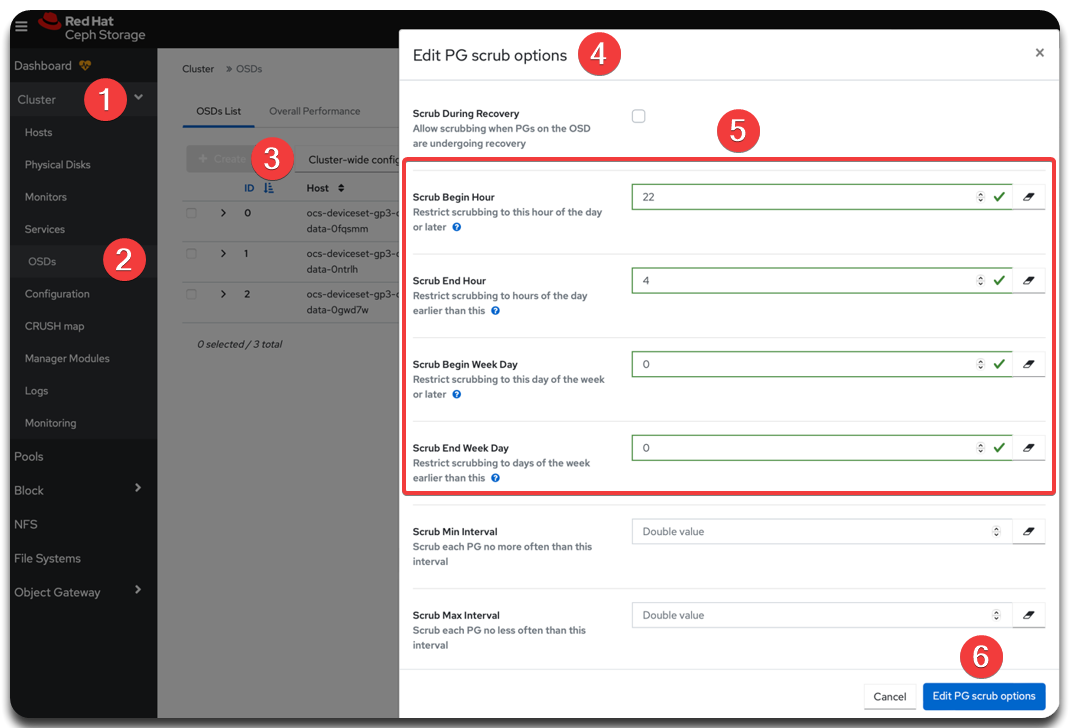 Red Hat
Ceph Storage
Dashboard
Cluster
1
Hosts
Physical Disks
Monitors
Services
OSDs
2
Configuration
CRUSH map
Manager Modules
Logs
Monitoring
Pools
Block
NFS
File Systems
Object Gateway
Cluster » OSDs
OSDs List
Overall Performance
+ Create
3
Cluster-wide config
ID
Host
0
ocs-deviceset-gp3-c
data-0fqsmm
1
ocs-deviceset-gp3-c
data-0ntrlh
2
ocs-deviceset-gp3-c
data-0gwd7w
0 selected / 3 total
Edit PG scrub options
4
×
Scrub During Recovery
Allow scrubbing when PGs on the OSD
are undergoing recovery
5
Scrub Begin Hour
Restrict scrubbing to this hour of the day
or later
22
Scrub End Hour
Restrict scrubbing to hours of the day
earlier than this
4
Scrub Begin Week Day
Restrict scrubbing to this day of the week
or later
0
Scrub End Week Day
Restrict scrubbing to days of the week
earlier than this
0
Scrub Min Interval
Scrub each PG no more often than this
interval
Double value
Scrub Max Interval
Scrub each PG no less often than this
interval
Double value
6
Cancel
Edit PG scrub options